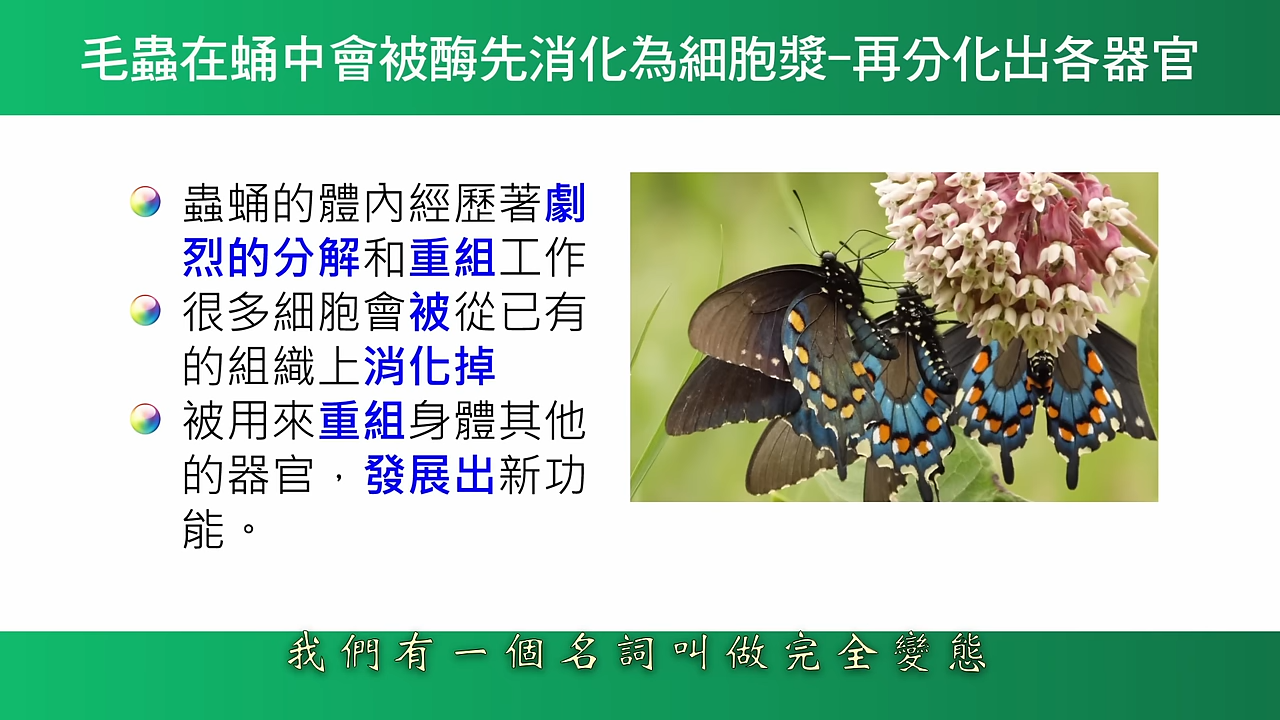 毛蟲在蛹中會被酶先消化為細胞漿-再分化出各器官
蟲蛹的體內經歷著劇
烈的分解和重組工作
很多細胞會被從已有
的組織上消化掉
被用來重組身體其他
的器官，發展出新功
能。
我們有一個名詞叫做完全變態